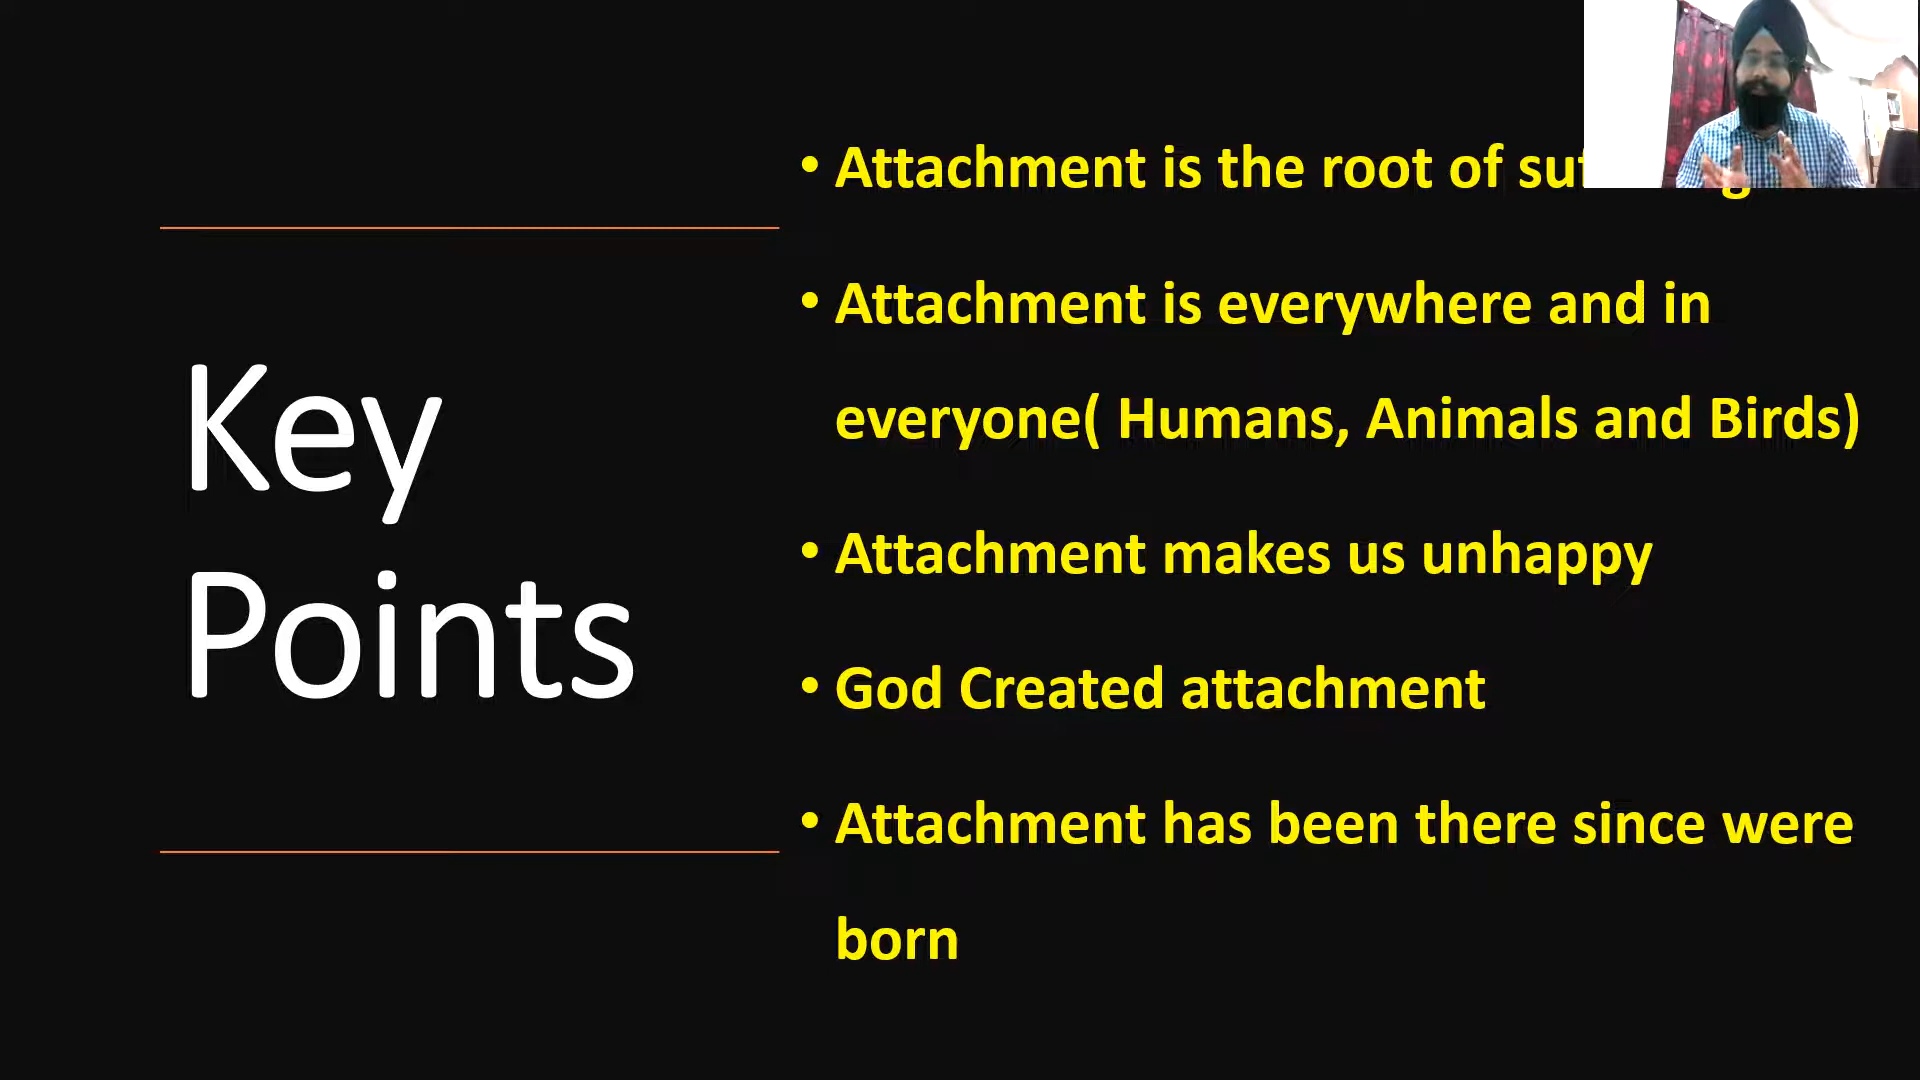 Key
Points
• Attachment is the root of
• Attachment is everywhere and in
everyone( Humans, Animals and Birds)
• Attachment makes us unhappy
• God Created attachment
• Attachment has been there since were
born